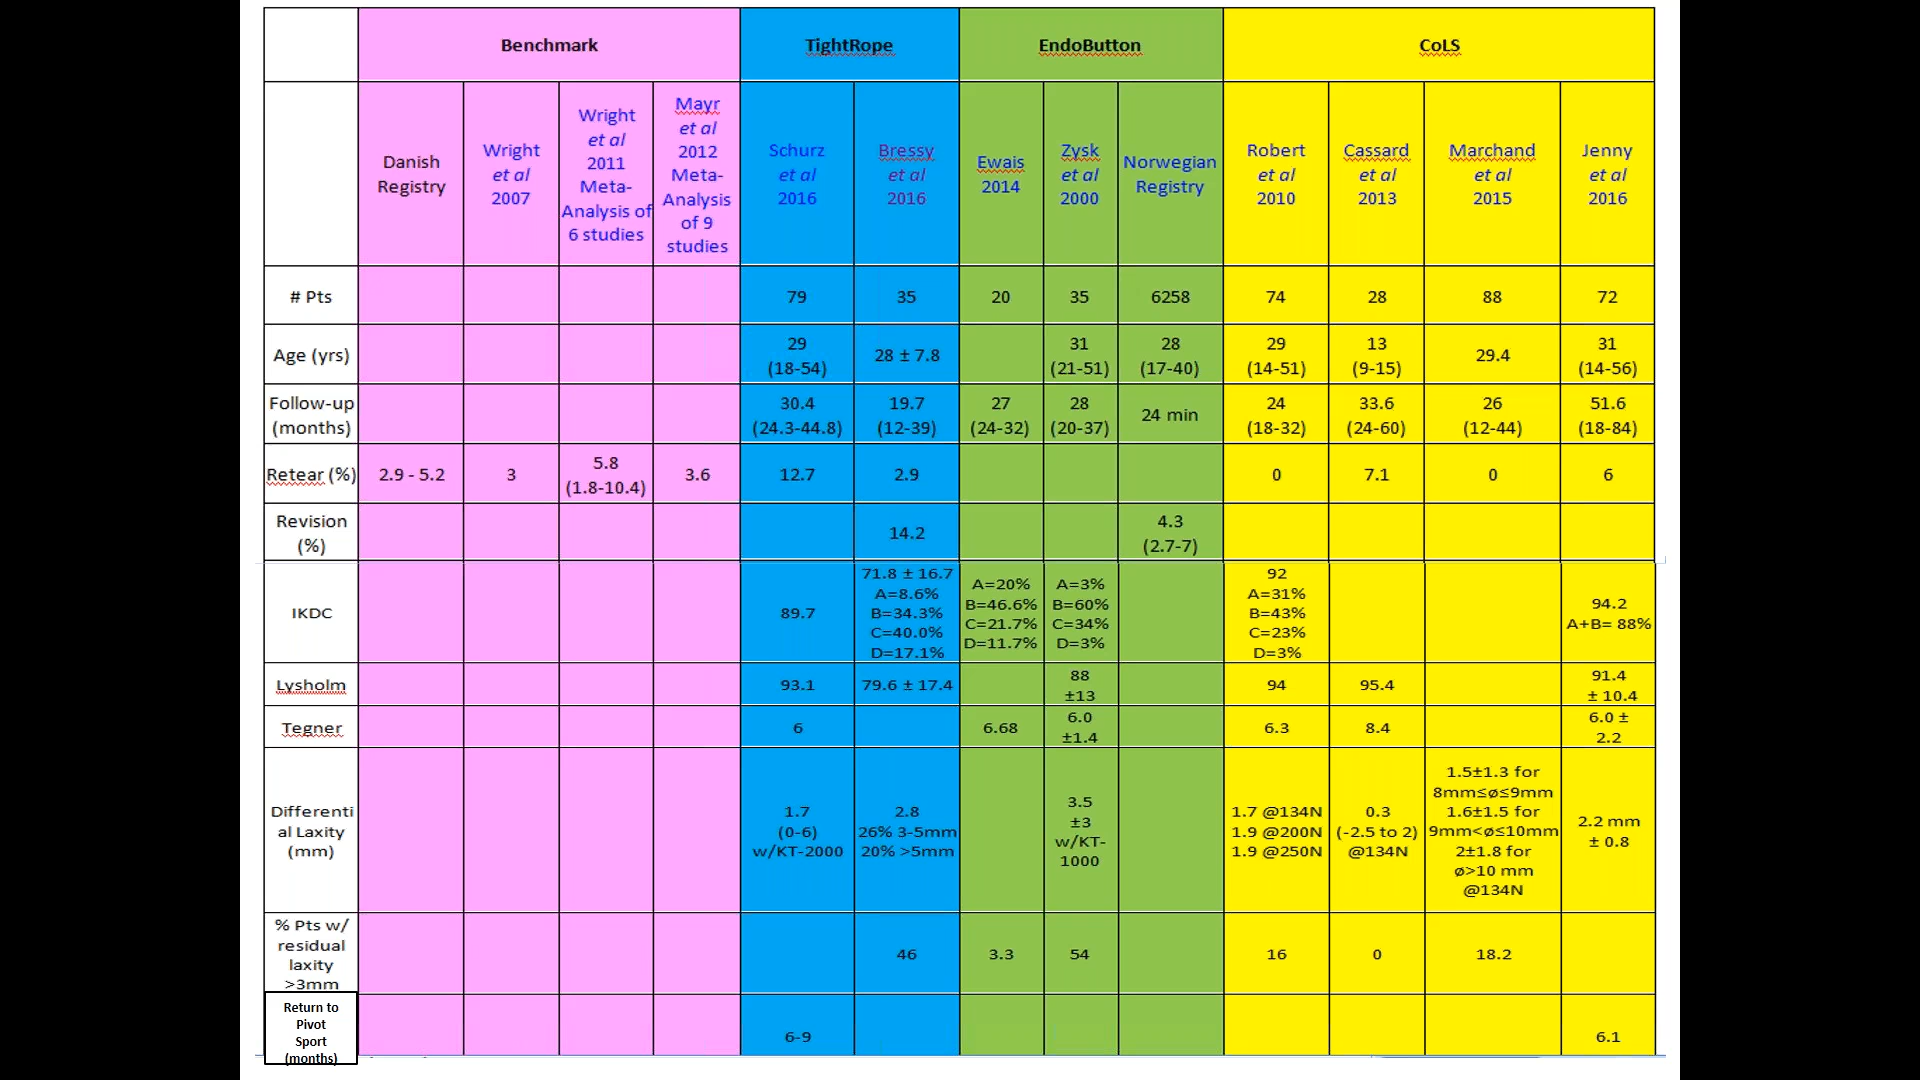 Benchmark
TightRope
EndoButton
CoLS
Danish
Registry
Wright
et al
2007
Wright
et al
2011
Meta-
Analysis of
6 studies
Mayr
et al
2012
Meta-
Analysis
of 9
studies
Schurz
et al
2016
Bressy
et al
2016
Ewais
2014
Zysk
et al
2000
Norwegian
Registry
Robert
et al
2010
Cassard
et al
2013
Marchand
et al
2015
Jenny
et al
2016
# Pts
79
35
20
35
6258
74
28
88
72
Age (yrs)
29
(18-54)
28 ± 7.8
31
(21-51)
28
(17-40)
29
(14-51)
13
(9-15)
29.4
31
(14-56)
Follow-up
(months)
30.4
(24.3-44.8)
19.7
(12-39)
27
(24-32)
28
(20-37)
24 min
24
(18-32)
33.6
(24-60)
26
(12-44)
51.6
(18-84)
Retear (%)
2.9 - 5.2
3
5.8
(1.8-10.4)
3.6
12.7
2.9
0
7.1
0
6
Revision
(%)
14.2
4.3
(2.7-7)
IKDC
89.7
71.8 ± 16.7
A=8.6%
B=34.3%
C=40.0%
D=17.1%
A=20%
B=46.6%
C=21.7%
D=11.7%
A=3%
B=60%
C=34%
D=3%
92
A=31%
B=43%
C=23%
D=3%
94.2
A+B= 88%
Lysholm
93.1
79.6 ± 17.4
88
±13
94
95.4
91.4
± 10.4
Tegner
6
6.68
6.0
±1.4
6.3
8.4
6.0 ±
2.2
Differenti
al Laxity
(mm)
1.7
(0-6)
w/KT-2000
2.8
26% 3-5mm
20% >5mm
3.5
±3
w/KT-
1000
1.7 @134N
1.9 @200N
1.9 @250N
0.3
(-2.5 to 2)
@134N
1.5±1.3 for
8mm≤ø≤9mm
1.6±1.5 for
9mm<ø≤10mm
2±1.8 for
ø>10 mm
@134N
2.2 mm
± 0.8
% Pts w/
residual
laxity
>3mm
46
3.3
54
16
0
18.2
Return to
Pivot
Sport
(months)
6-9
6.1